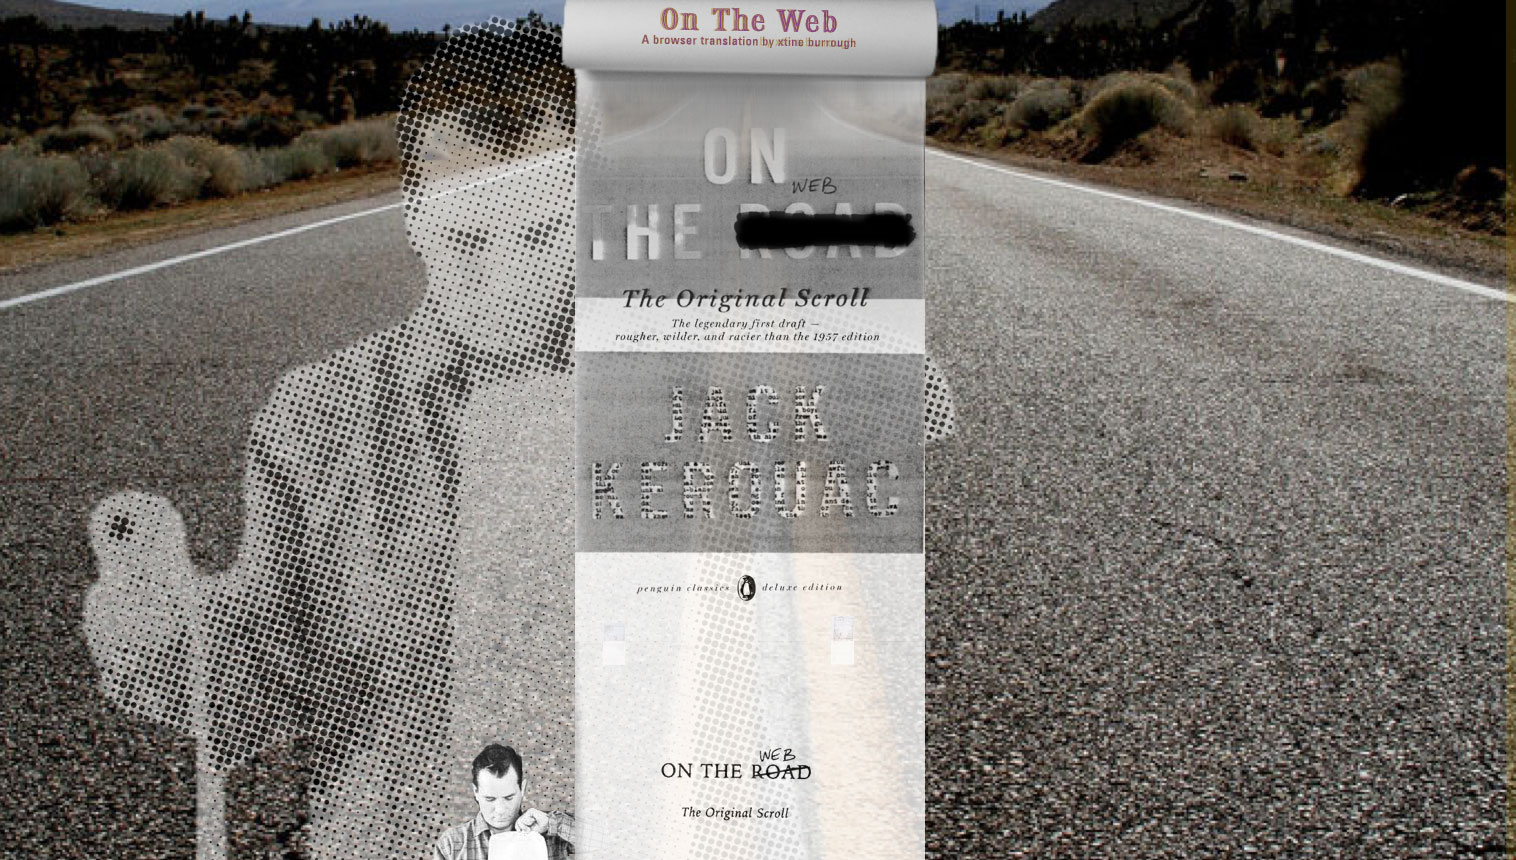 On The Web
A browser translation by xtine burrough
ON
WEB
THE ROAD
The Original Scroll
The legendary first draft —
rougher, wilder, and racier than the 1957 edition
JACK
KEROUAC
penguin classics deluxe edition
WEB
ON THE ROAD
The Original Scroll